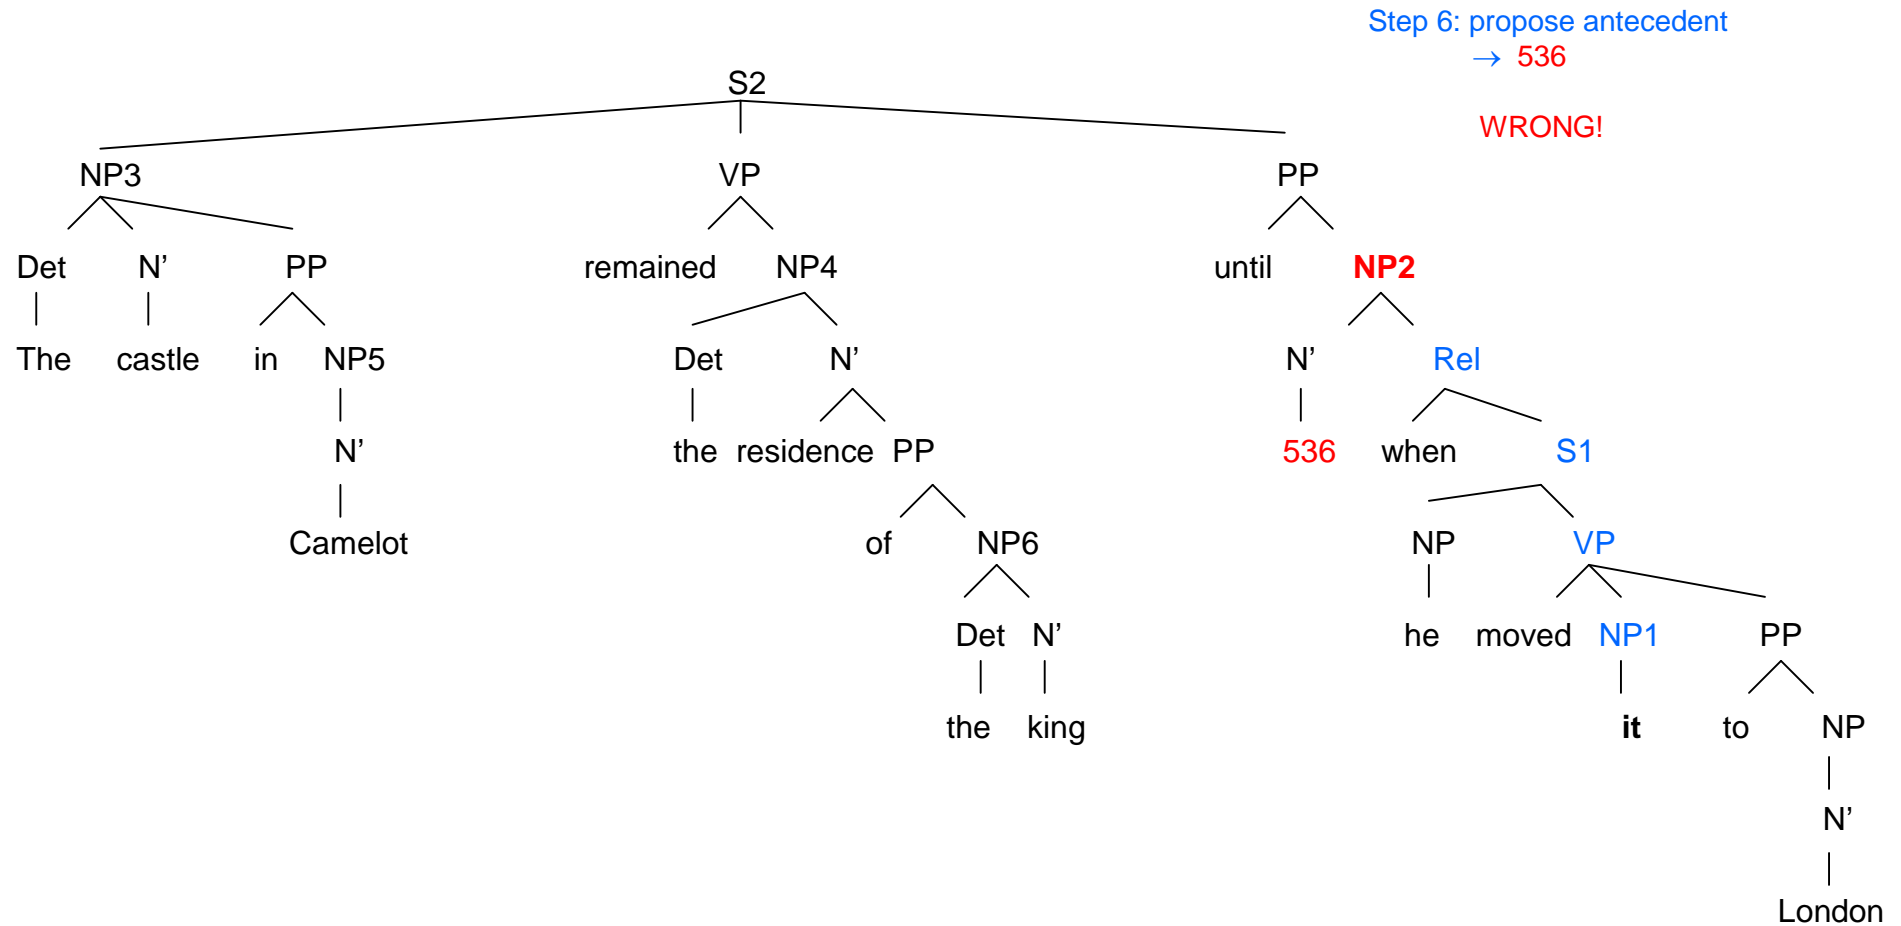 Step 6: propose antecedent
→ 536
WRONG!
S2
NP3 VP PP
Det N’ PP remained NP4 until NP2
The castle in NP5 Det N’ N’ Rel
N’ the residence PP 536 when S1
Camelot of NP6 NP VP
Det N’ he moved NP1 PP
the king it to NP
N’
London